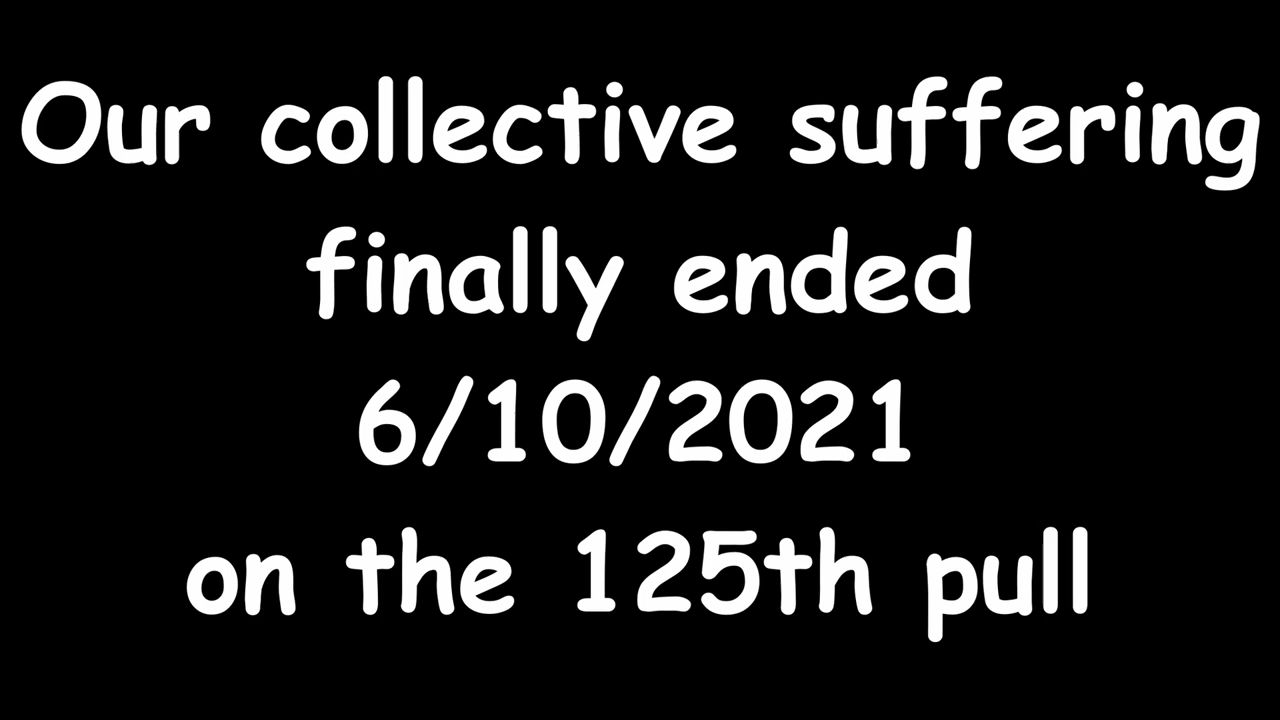 Our collective suffering
finally ended
6/10/2021
on the 125th pull